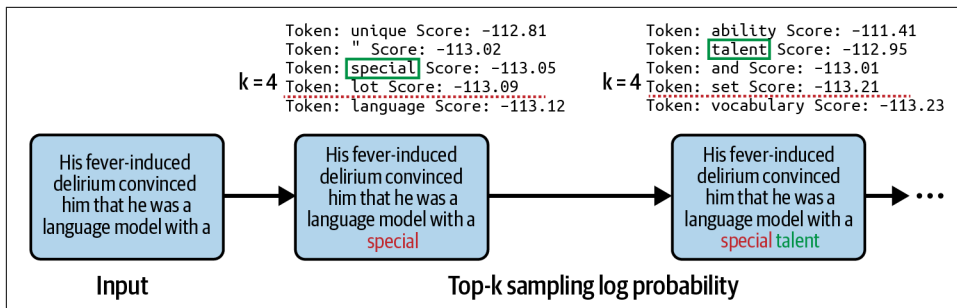 Token: unique Score: −112.81
Token: " Score: −113.02
Token: special Score: −113.05
Token: lot Score: −113.09
Token: language Score: −113.12
k = 4
Token: ability Score: −111.41
Token: talent Score: −112.95
Token: and Score: −113.01
Token: set Score: −113.21
Token: vocabulary Score: −113.23
k = 4
His fever-induced
delirium convinced
him that he was a
language model with a
His fever-induced
delirium convinced
him that he was a
language model with a
special
His fever-induced
delirium convinced
him that he was a
language model with a
special talent
...
Input
Top-k sampling log probability